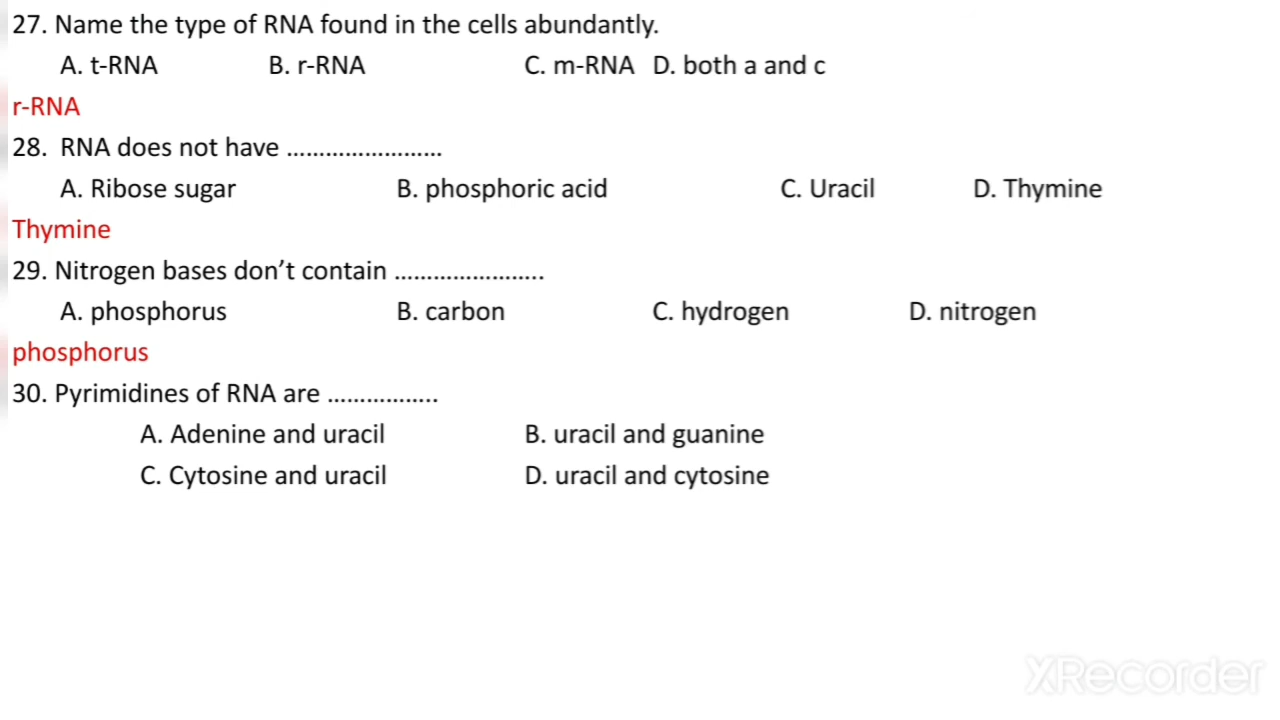 27. Name the type of RNA found in the cells abundantly.
A. t-RNA B. r-RNA C. m-RNA D. both a and c
r-RNA
28. RNA does not have ........................
A. Ribose sugar B. phosphoric acid C. Uracil D. Thymine
Thymine
29. Nitrogen bases don’t contain .......................
A. phosphorus B. carbon C. hydrogen D. nitrogen
phosphorus
30. Pyrimidines of RNA are .................
A. Adenine and uracil B. uracil and guanine
C. Cytosine and uracil D. uracil and cytosine
XRecorder